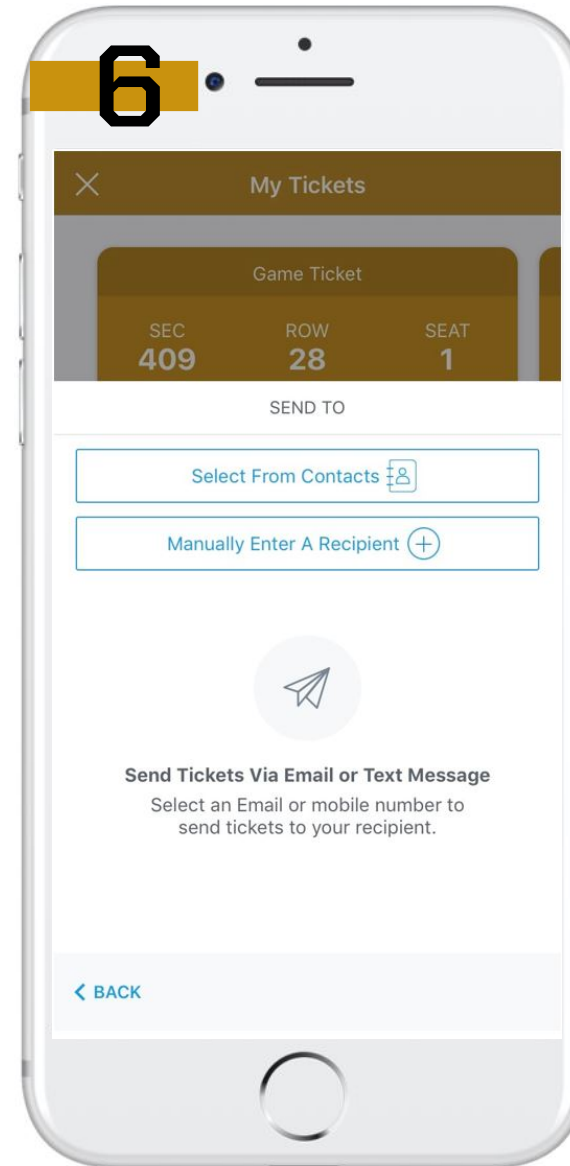 6
My Tickets
Game Ticket
SEC ROW SEAT
409 28 1
SEND TO
Select From Contacts
Manually Enter A Recipient
Send Tickets Via Email or Text Message
Select an Email or mobile number to
send tickets to your recipient.
BACK